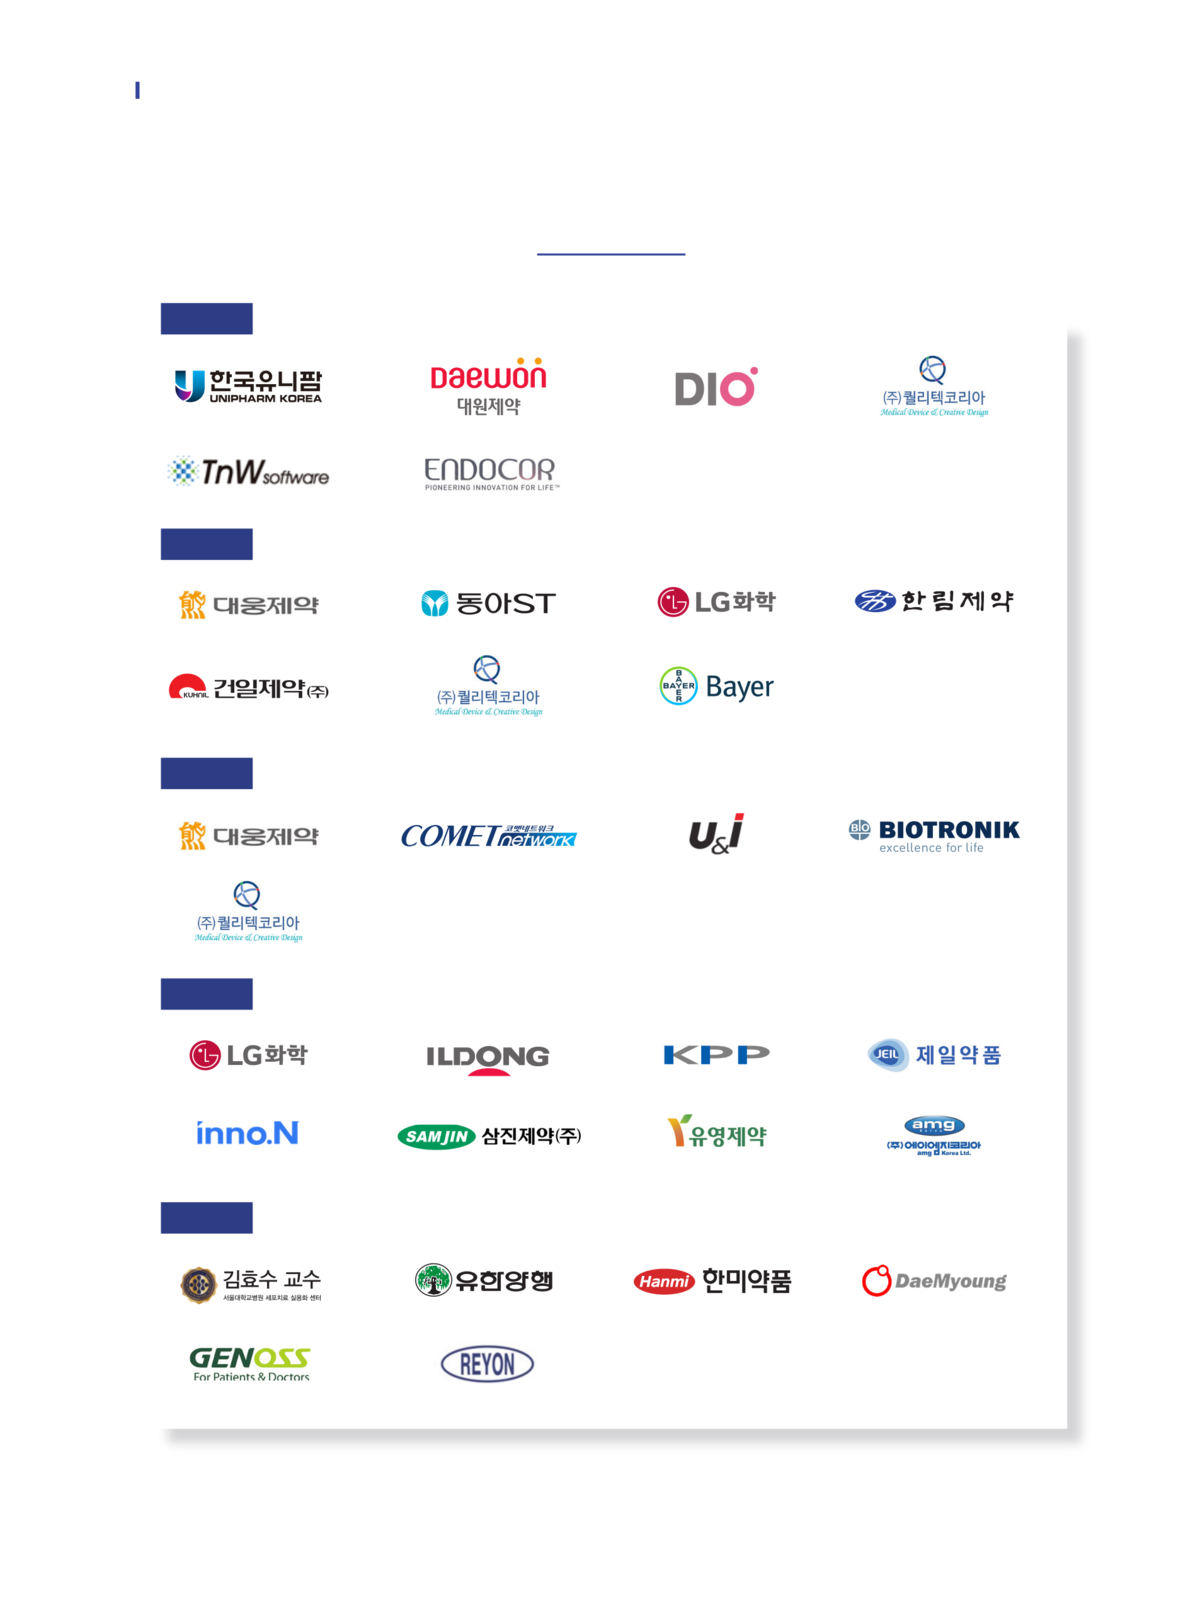 한국유니팜
UNIPHARM KOREA
Daewon
대원제약
DIO
(주)퀄리텍코리아
Medical Device & Creative Design
TnW software
ENDOCOR
PIONEERING INNOVATION FOR LIFE™
대웅제약
동아ST
LG화학
한림제약
KUHNIL 건일제약(주)
(주)퀄리텍코리아
Medical Device & Creative Design
BAYER
BAYER
Bayer
대웅제약
COMET 코멧네트워크
network
U&i
BIO BIOTRONIK
excellence for life
(주)퀄리텍코리아
Medical Device & Creative Design
LG화학
ILDONG
KPP
JEIL 제일약품
inno.N
SAMJIN 삼진제약(주)
유영제약
amg
(주)에이엠지코리아
amg Korea Ltd.
김효수 교수
서울대학교병원 세포치료 실용화 센터
유한양행
Hanmi 한미약품
DaeMyoung
GENOSS
For Patients & Doctors
REYON